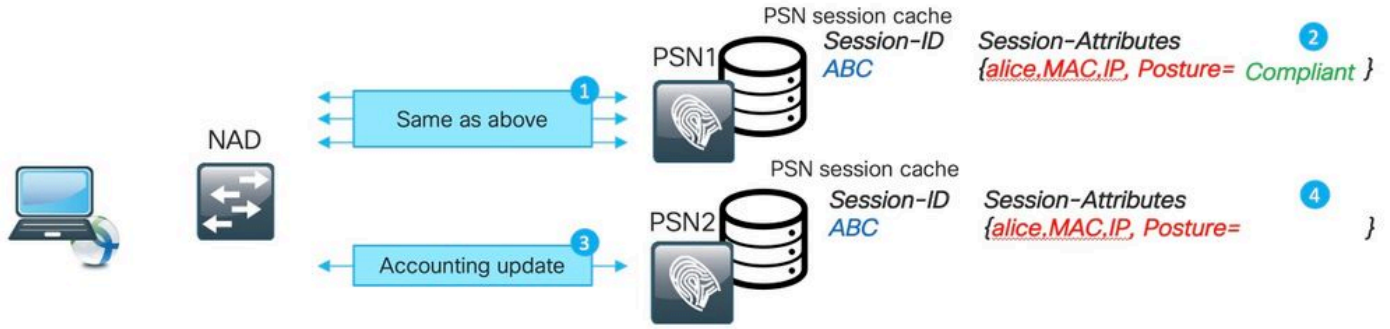 PSN session cache
Session-ID Session-Attributes 2
PSN1
ABC {alice,MAC,IP, Posture= Compliant }
1
Same as above
NAD
PSN session cache
Session-ID Session-Attributes 4
PSN2
ABC {alice,MAC,IP, Posture= }
3
Accounting update